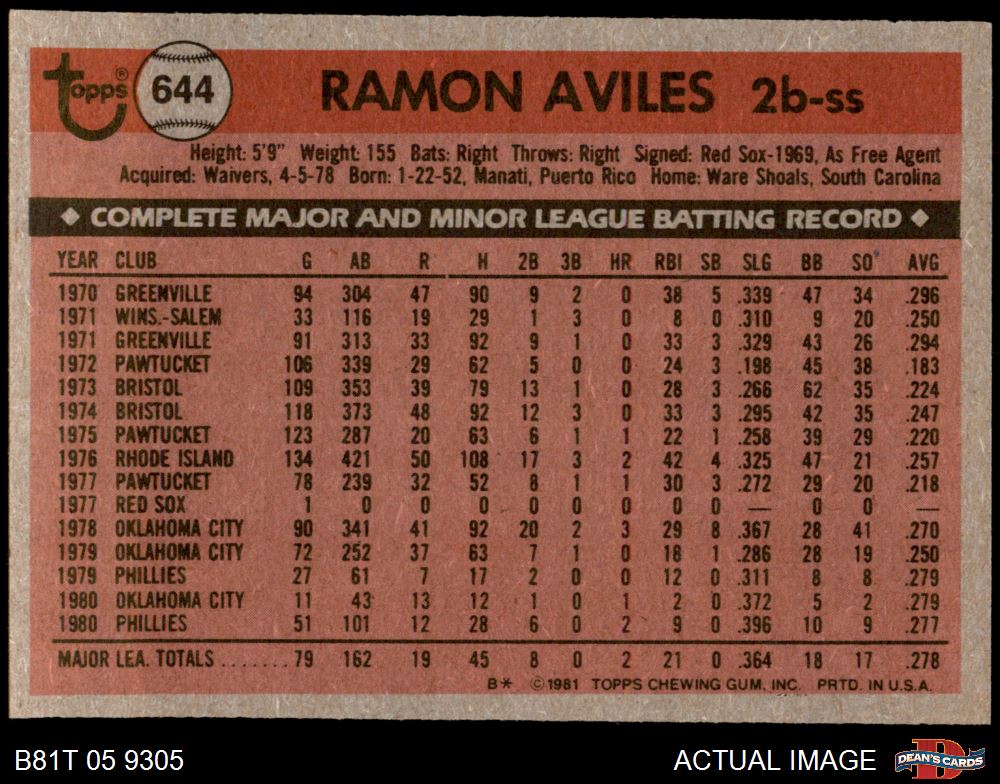 topps® 644 RAMON AVILES 2b-ss
Height: 5'9" Weight: 155 Bats: Right Throws: Right Signed: Red Sox-1969, As Free Agent
Acquired: Waivers, 4-5-78 Born: 1-22-52, Manati, Puerto Rico Home: Ware Shoals, South Carolina
◆ COMPLETE MAJOR AND MINOR LEAGUE BATTING RECORD ◆
YEAR CLUB G AB R H 2B 3B HR RBI SB SLG BB SO AVG
1970 GREENVILLE 94 304 47 90 9 2 0 38 5 .339 47 34 .296
1971 WINS.-SALEM 33 116 19 29 1 3 0 8 0 .310 9 20 .250
1971 GREENVILLE 91 313 33 92 9 1 0 33 3 .329 43 26 .294
1972 PAWTUCKET 106 339 29 62 5 0 0 24 3 .198 45 38 .183
1973 BRISTOL 109 353 39 79 13 1 0 28 3 .266 62 35 .224
1974 BRISTOL 118 373 48 92 12 3 0 33 3 .295 42 35 .247
1975 PAWTUCKET 123 287 20 63 6 1 1 22 1 .258 39 29 .220
1976 RHODE ISLAND 134 421 50 108 17 3 2 42 4 .325 47 21 .257
1977 PAWTUCKET 78 239 32 52 8 1 1 30 3 .272 29 20 .218
1977 RED SOX 1 0 0 0 0 0 0 0 0 — 0 0 —
1978 OKLAHOMA CITY 90 341 41 92 20 2 3 29 8 .367 28 41 .270
1979 OKLAHOMA CITY 72 252 37 63 7 1 0 18 1 .286 28 19 .250
1979 PHILLIES 27 61 7 17 2 0 0 12 0 .311 8 8 .279
1980 OKLAHOMA CITY 11 43 13 12 1 0 1 2 0 .372 5 2 .279
1980 PHILLIES 51 101 12 28 6 0 2 9 0 .396 10 9 .277
MAJOR LEA. TOTALS .......79 162 19 45 8 0 2 21 0 .364 18 17 .278
B* ©1981 TOPPS CHEWING GUM, INC. PRTD. IN U.S.A.
B81T 05 9305 ACTUAL IMAGE DEAN'S CARDS